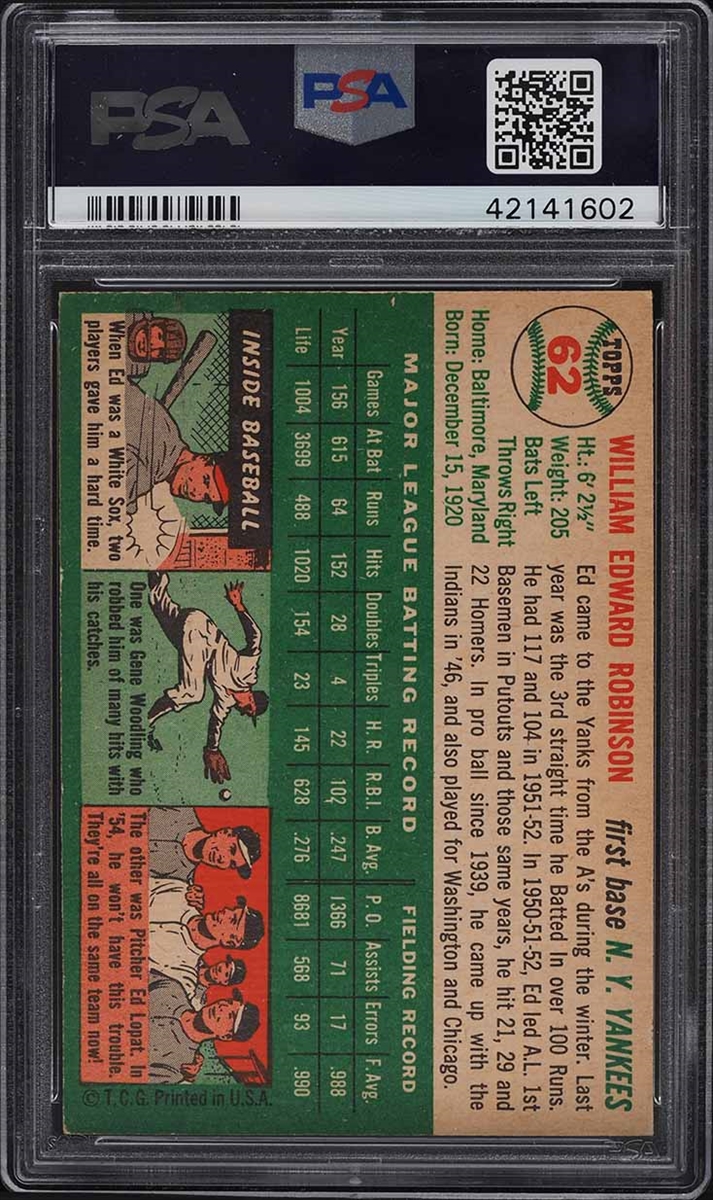 PSA
PSA
42141602
TOPPS
62
WILLIAM EDWARD ROBINSON first base N. Y. YANKEES
Ht.: 6' 2½"
Weight: 205
Bats Left
Throws Right
Home: Baltimore, Maryland
Born: December 15, 1920
Ed came to the Yanks from the A's during the winter. Last
year was the 3rd straight time he Batted In over 100 Runs.
He had 117 and 104 in 1951-52. In 1950-51-52, Ed led A.L. 1st
Basemen in Putouts and those same years, he hit 21, 29 and
22 Homers. In pro ball since 1939, he came up with the
Indians in '46, and also played for Washington and Chicago.
MAJOR LEAGUE BATTING RECORD FIELDING RECORD
Games At Bat Runs Hits Doubles Triples H. R. R.B.I. B. Avg. P. O. Assists Errors F. Avg.
Year 156 615 64 152 28 4 22 102 .247 1366 71 17 .988
Life 1004 3699 488 1020 154 23 145 628 .276 8681 568 93 .990
INSIDE BASEBALL
When Ed was a White Sox, two
players gave him a hard time.
One was Gene Woodling who
robbed him of many hits with
his catches.
The other was Pitcher Ed Lopat. In
'54, he won't have this trouble.
They're all on the same team now!
© T. C. G. Printed in U.S.A.
PSA